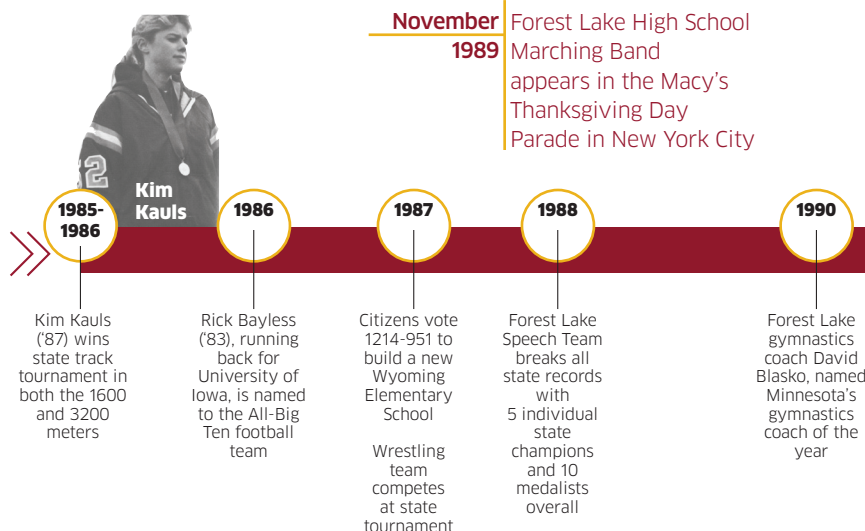 November
1989
Forest Lake High School
Marching Band
appears in the Macy's
Thanksgiving Day
Parade in New York City
Kim
Kauls
1985-
1986
1986
1987
1988
1990
Kim Kauls
(‘87) wins
state track
tournament in
both the 1600
and 3200
meters
Rick Bayless
(‘83), running
back for
University of
Iowa, is named
to the All-Big
Ten football
team
Citizens vote
1214-951 to
build a new
Wyoming
Elementary
School
Wrestling
team
competes
at state
tournament
Forest Lake
Speech Team
breaks all
state records
with
5 individual
state
champions
and 10
medalists
overall
Forest Lake
gymnastics
coach David
Blasko, named
Minnesota's
gymnastics
coach of the
year